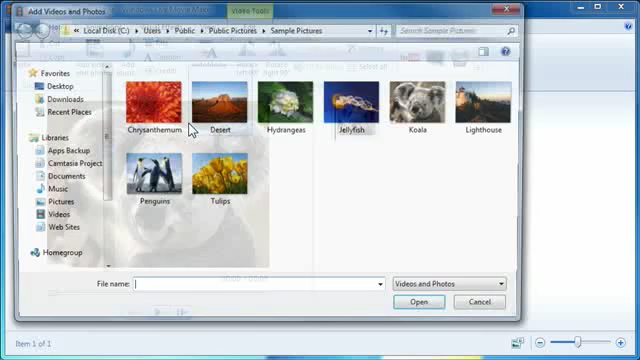 Add Videos and Photos
Video Tools
Local Disk (C:) ▸ Users ▸ Public ▸ Public Pictures ▸ Sample Pictures
Search Sample Pictures
Favorites
Desktop
Downloads
Recent Places
Libraries
Apps Backup
Camtasia Project
Documents
Music
Pictures
Videos
Web Sites
Homegroup
Chrysanthemum
Desert
Hydrangeas
Jellyfish
Koala
Lighthouse
Penguins
Tulips
File name:
Videos and Photos
Open
Cancel
Item 1 of 1